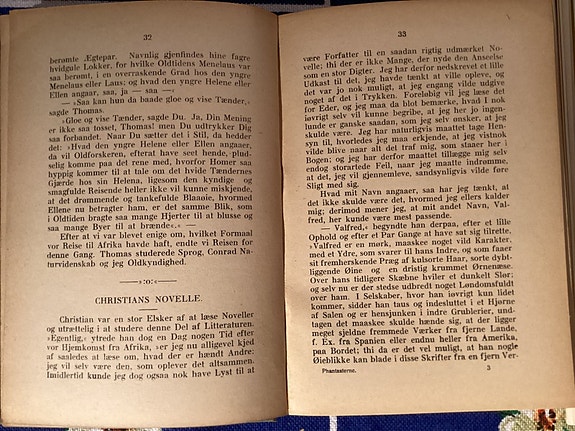 32
berømte Ægtepar. Navnlig gjenfindes hine fagre
hvidgule Lokker, for hvilke Oldtidens Menelaus var
saa berømt, i en overraskende Grad hos den yngre
Menelaus eller Laus: og hvad den yngre Helene eller
Ellen angaar, saa, ja — saa —«
— »Saa kan hun da baade gloe og vise Tænder,«
sagde Thomas.
»Gloe og vise Tænder, sagde Du. Ja, Din Mening
er ikke saa tosset, Thomas! men Du udtrykker Dig
saa forbandet. Naar Du sætter det i Stil, da hedder
det: »Hvad den yngre Helene eller Ellen angaaer,
da vil Oldforskeren, efterat have seet hende, plud-
selig komme paa det rene med, hvorfor Homer saa
hyppig kommer til at tale om det hvide Tændernes
Gjærde hos sin Helena, ligesom den kyndige og
smagfulde Reisende heller ikke vil kunne miskjende,
at det drømmende og tankefulde Blaaøie, hvormed
Ellene nu betragter ham, er det samme Blik, som
i Oldtiden bragte saa mange Hjerter til at blusse og
saa mange Byer til at brænde«.« —
Efter at vi var blevet enige om, hvilket Formaal
vor Reise til Afrika havde haft, endte vi Reisen for
denne Gang. Thomas studerede Sprog, Conrad Na-
turvidenskab og jeg Oldkyndighed.
»:o:«
CHRISTIANS NOVELLE.
Christian var en stor Elsker af at læse Noveller
og utrættelig i at studere denne Del af Litteraturen.
»Egentlig,« ytrede han dog en Dag nogen Tid efter
vor Hjemkomst fra Afrika, »er jeg nu alligevel kjed
af saaledes at læse om, hvad der er hændt Andre;
jeg vil selv være den, som oplever det altsammen.
Imidlertid kunde jeg dog ogsaa nok have Lyst til at
33
være Forfatter til en saadan rigtig udmærket No-
velle; thi der er ikke Mange, der nyde den Anseelse
som en stor Digter. Jeg har derfor nedskrevet et lille
Udkast til det, jeg havde tænkt at ville opleve, og
det var jo nok muligt, at jeg engang vilde udgive
noget af det i Trykken. Foreløbig vil jeg læse det
for Eder, og jeg maa da blot bemærke, hvad I nok
iøvrigt selv vil kunne begribe, at jeg her jo ingen-
lunde er ganske saadan, som jeg selv ønsker, at jeg
skulde være. Jeg har naturligvis maattet tage Hen-
syn til, hvorledes jeg maa erkjende, at jeg vistnok
vilde blive naar alt det traf mig, som staaer her i
Bogen; og jeg har derfor maattet tillægge mig selv
endog storartede Feil, naar jeg maatte indrømme,
at det, jeg vil gjennemleve, sandsynligvis vilde føre
Sligt med sig.
Hvad mit Navn angaaer, saa har jeg tænkt, at
det ikke skulde være det, hvormed jeg ellers kalder
mig; derimod mener jeg, at mit andet Navn, Val-
fred, her kunde være mest passende.
— Valfred,« begyndte han derpaa, efter et lille
Ophold og efter et Par Gange at have sat sig tilrette,
»Valfred er en mørk, maaskee noget vild Karakter,
med et Ydre, som svarer til hans Indre, og som faaer
sit fremherskende Præg af kulsorte Haar, sorte dybt-
liggende Øine og en dristig krummet Ørnenæse.
Over hans tidligere Skæbne hviler et dunkelt Slør;
og selv nu er der stedse udbredt noget Løndomsfuldt
over ham. I Selskaber, hvor han iøvrigt kun lidet
kommer, sidder han taus og indesluttet i et Hjørne
af Salen og er hensjunken i indre Grublerier, und-
tagen det maaskee skulde hænde sig, at der ligger
meget sjeldne fremmede Værker fra fjerne Lande,
f. Ex. fra Spanien eller endnu heller fra Amerika,
paa Bordet; thi da er det vel muligt, at han nogle
Øieblikke kan blade i disse Skrifter fra en fjern Ver-
Phantasterne.
3